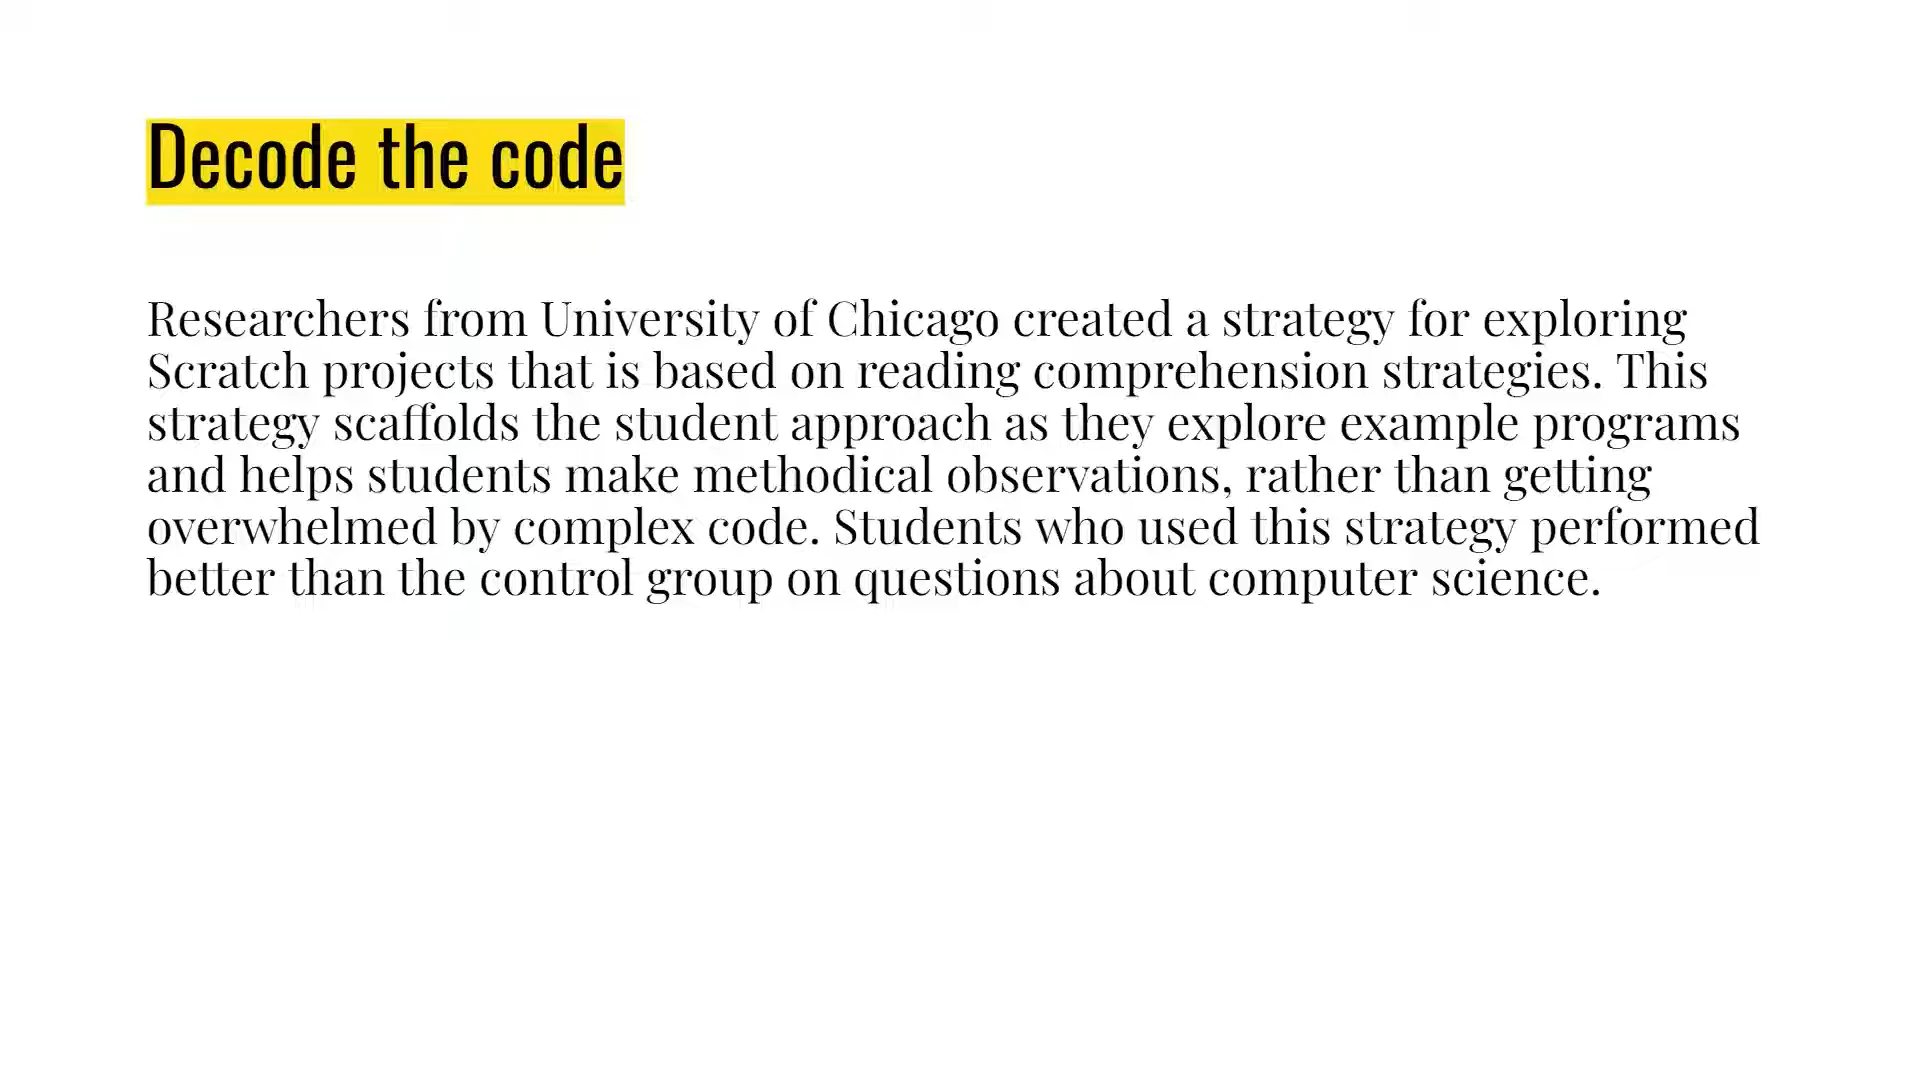 Decode the code
Researchers from University of Chicago created a strategy for exploring
Scratch projects that is based on reading comprehension strategies. This
strategy scaffolds the student approach as they explore example programs
and helps students make methodical observations, rather than getting
overwhelmed by complex code. Students who used this strategy performed
better than the control group on questions about computer science.